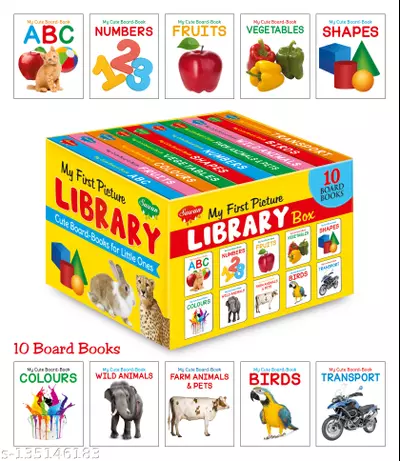 My Cute Board-Book
ABC
My Cute Board-Book
NUMBERS
123
My Cute Board-Book
FRUITS
My Cute Board-Book
VEGETABLES
My Cute Board-Book
SHAPES
TRANSPORT
BIRDS
FARM ANIMALS & PETS
NUMBERS
SHAPES
VEGETABLES
COLOURS
FRUITS
ABC
My First Picture
LIBRARY
Cute Board-Books for Little Ones
Sawan
Sawan
My First Picture
LIBRARY Box
10
BOARD
BOOKS
ABC
NUMBERS
123
FRUITS
VEGETABLES
SHAPES
COLOURS
WILD ANIMALS
FARM ANIMALS
& PETS
BIRDS
TRANSPORT
10 Board Books
My Cute Board-Book
COLOURS
My Cute Board-Book
WILD ANIMALS
My Cute Board-Book
FARM ANIMALS
& PETS
My Cute Board-Book
BIRDS
My Cute Board-Book
TRANSPORT
s-135146183